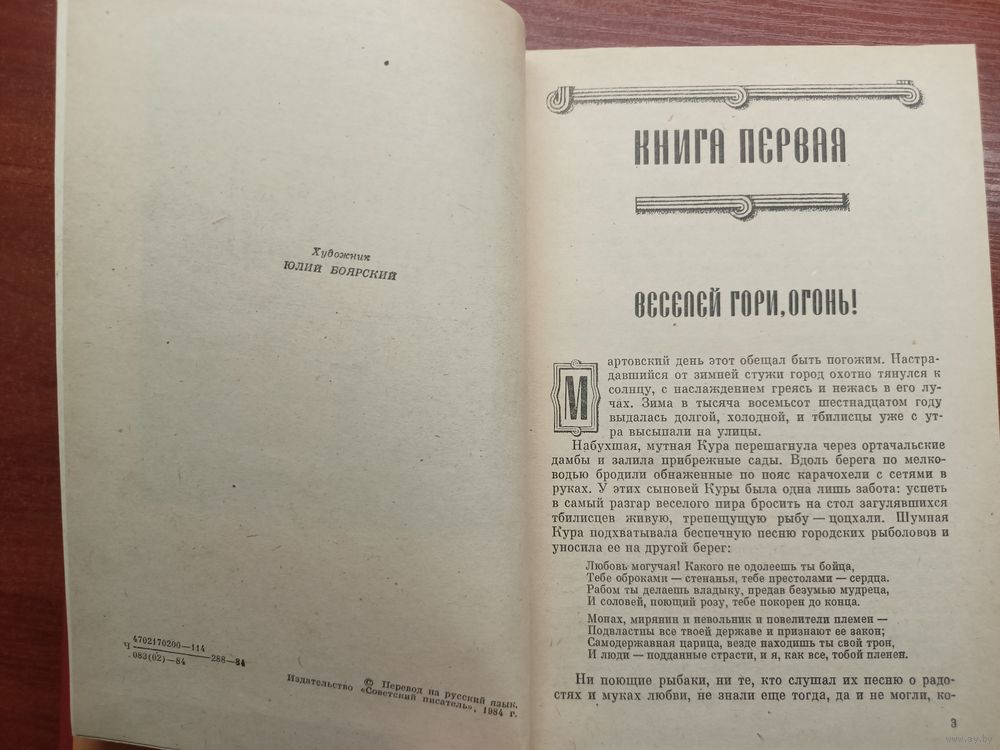 Художник
ЮЛИЙ БОЯРСКИЙ
Ч 4702170200—114
083(02)—84 288—84
© Перевод на русский язык.
Издательство «Советский писатель», 1984 г.
КНИГА ПЕРВАЯ
ВЕСЕЛЕЙ ГОРИ, ОГОНЬ!
Мартовский день этот обещал быть погожим. Настра-
давшийся от зимней стужи город охотно тянулся к
солнцу, с наслаждением греясь и нежась в его лу-
чах. Зима в тысяча восемьсот шестнадцатом году
выдалась долгой, холодной, и тбилисцы уже с ут-
ра высыпали на улицы.
Набухшая, мутная Кура перешагнула через ортачальские
дамбы и залила прибрежные сады. Вдоль берега по мелко-
водью бродили обнаженные по пояс карачохели с сетями в
руках. У этих сыновей Куры была одна лишь забота: успеть
в самый разгар веселого пира бросить на стол загулявшихся
тбилисцев живую, трепещущую рыбу — цоцхали. Шумная
Кура подхватывала беспечную песню городских рыболовов и
уносила ее на другой берег:
Любовь могучая! Какого не одолеешь ты бойца,
Тебе оброками — стенанья, тебе престолами — сердца.
Рабом ты делаешь владыку, предав безумью мудреца,
И соловей, поющий розу, тебе покорен до конца.
Монах, мирянин и невольник и повелители племен —
Подвластны все твоей державе и признают ее закон;
Самодержавная царица, везде находишь ты свой трон,
И люди — подданные страсти, и я, как все, тобой пленен.
Ни поющие рыбаки, ни те, кто слушал их песню о радо-
стях и муках любви, не знали еще тогда, да и не могли, ко-
3
www.ay.by